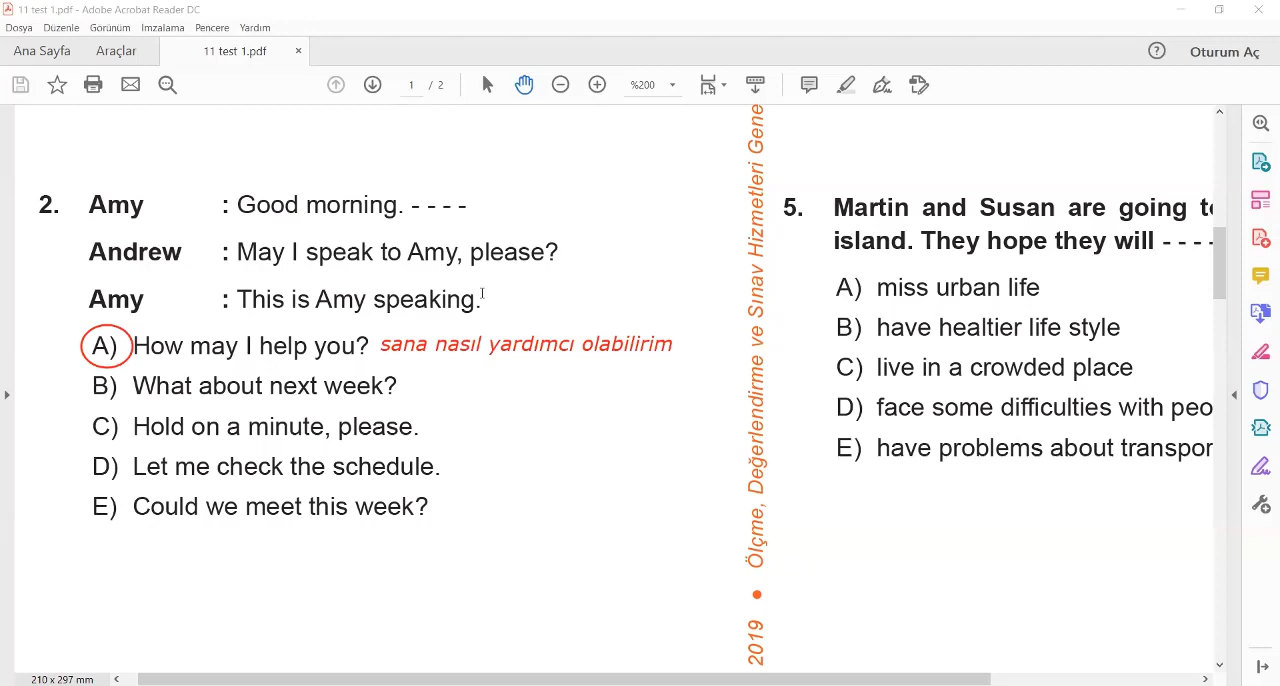 11 test 1.pdf - Adobe Acrobat Reader DC
Dosya Düzenle Görünüm İmzalama Pencere Yardım
Ana Sayfa Araçlar 11 test 1.pdf × Oturum Aç
1 / 2 %200
2. Amy : Good morning. - - - -
Andrew : May I speak to Amy, please?
Amy : This is Amy speaking.
A) How may I help you? sana nasıl yardımcı olabilirim
B) What about next week?
C) Hold on a minute, please.
D) Let me check the schedule.
E) Could we meet this week?
2019 • Ölçme, Değerlendirme ve Sınav Hizmetleri Gene
5. Martin and Susan are going to
island. They hope they will - - - -
A) miss urban life
B) have healtier life style
C) live in a crowded place
D) face some difficulties with peo
E) have problems about transpor
210 x 297 mm